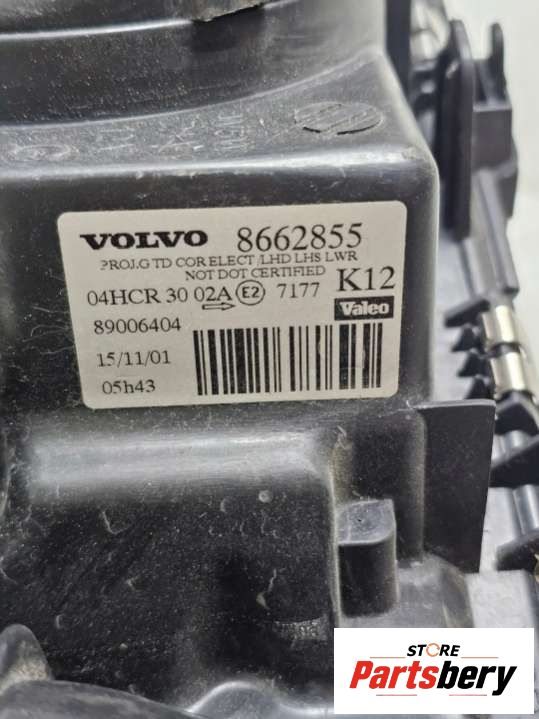 VOLVO 8662855
PROJ.G TD COR ELECT /LHD LHS LWR
NOT DOT CERTIFIED
04HCR 30 02A E2 7177 K12
89006404 Valeo
15/11/01
05h43
STORE
Partsbery